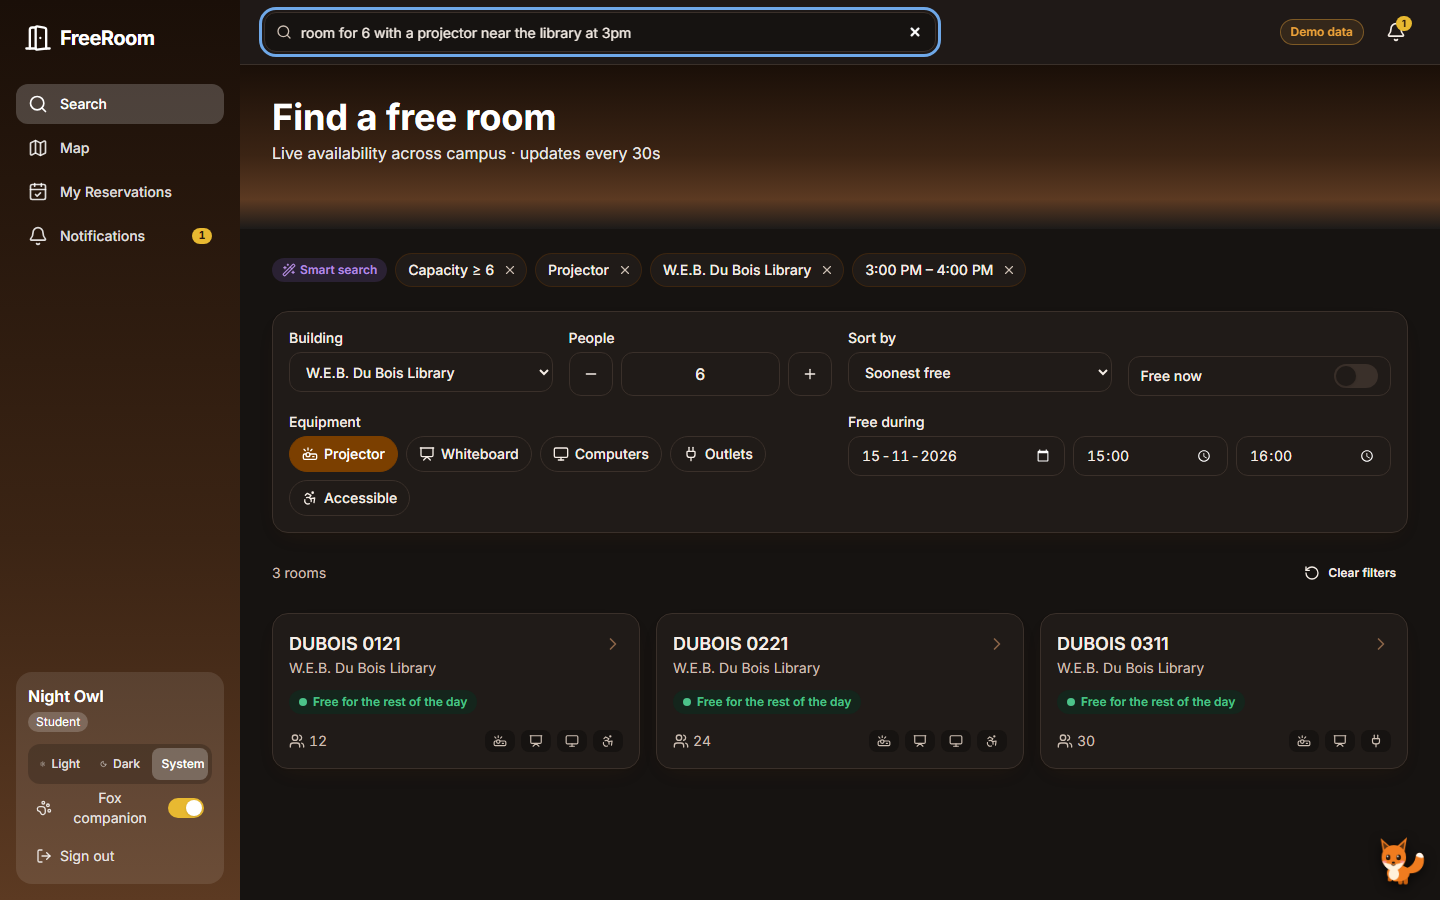 FreeRoom
room for 6 with a projector near the library at 3pm
Demo data
1
Search
Map
My Reservations
Notifications
1
Find a free room
Live availability across campus · updates every 30s
Smart search
Capacity ≥ 6
Projector
W.E.B. Du Bois Library
3:00 PM – 4:00 PM
Building
People
Sort by
W.E.B. Du Bois Library
6
Soonest free
Free now
Equipment
Free during
Projector
Whiteboard
Computers
Outlets
15-11-2026
15:00
16:00
Accessible
3 rooms
Clear filters
DUBOIS 0121
W.E.B. Du Bois Library
Free for the rest of the day
12
DUBOIS 0221
W.E.B. Du Bois Library
Free for the rest of the day
24
DUBOIS 0311
W.E.B. Du Bois Library
Free for the rest of the day
30
Night Owl
Student
Light
Dark
System
Fox
companion
Sign out